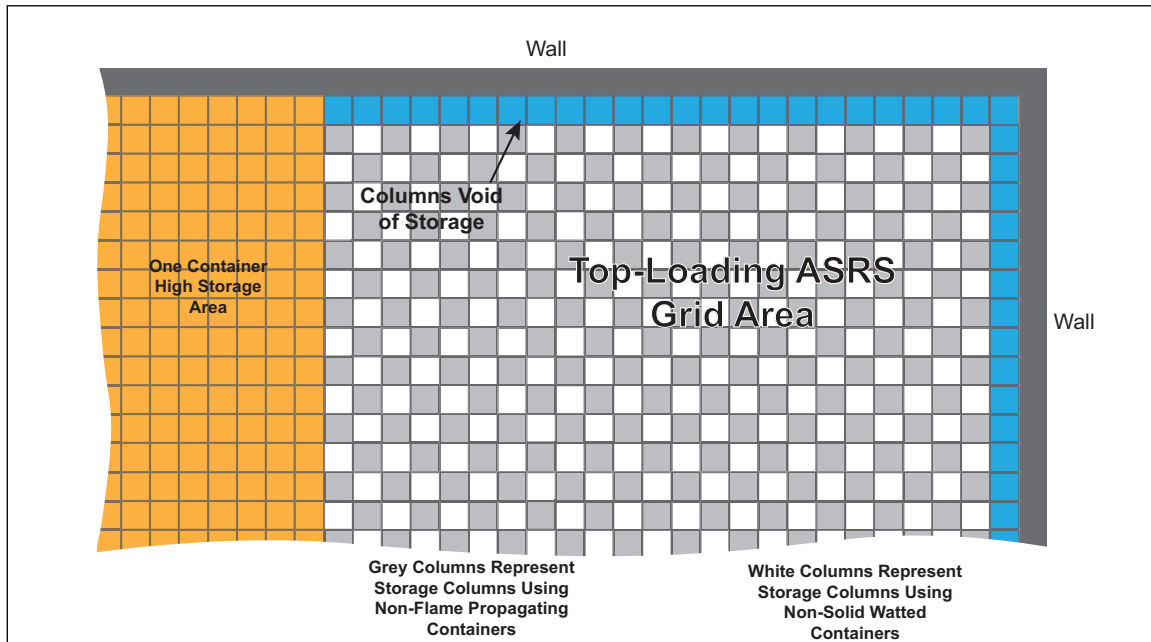 Wall
Columns Void
of Storage
One Container
High Storage
Area
Top-Loading ASRS
Grid Area
Wall
Grey Columns Represent
Storage Columns Using
Non-Flame Propagating
Containers
White Columns Represent
Storage Columns Using
Non-Solid Watted
Containers